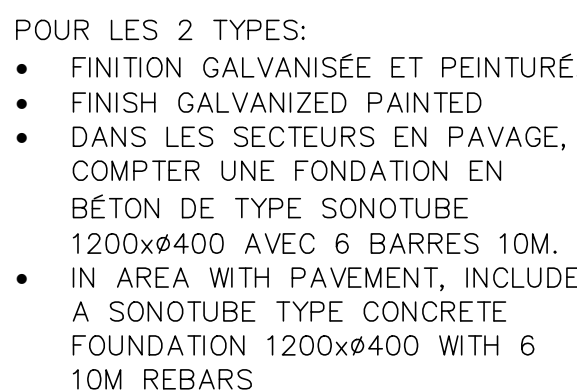 POUR LES 2 TYPES:
• FINITION GALVANISÉE ET PEINTURÉ
• FINISH GALVANIZED PAINTED
• DANS LES SECTEURS EN PAVAGE,
COMPTER UNE FONDATION EN
BÉTON DE TYPE SONOTUBE
1200xø400 AVEC 6 BARRES 10M.
• IN AREA WITH PAVEMENT, INCLUDE
A SONOTUBE TYPE CONCRETE
FOUNDATION 1200xø400 WITH 6
10M REBARS